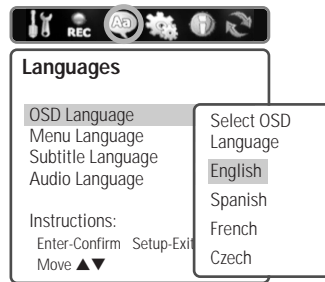 REC
Aa
Languages
OSD Language
Menu Language
Subtitle Language
Audio Language
Instructions:
Enter-Confirm Setup-Exit
Move ▲▼
Select OSD
Language
English
Spanish
French
Czech